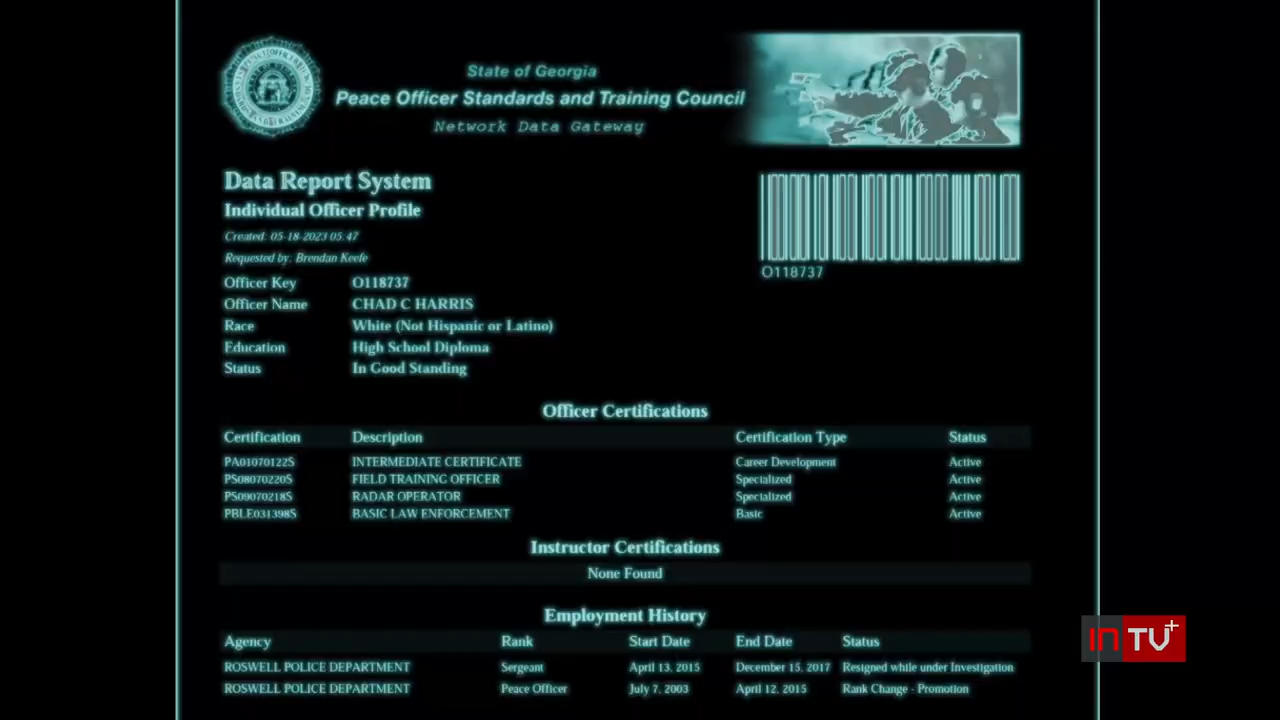 State of Georgia
Peace Officer Standards and Training Council
Network Data Gateway
Data Report System
Individual Officer Profile
Created: 05-18-2023 05:47
Requested by: Brendan Keefe
O118737
Officer Key O118737
Officer Name CHAD C HARRIS
Race White (Not Hispanic or Latino)
Education High School Diploma
Status In Good Standing
Officer Certifications
Certification Description Certification Type Status
PA01070122S INTERMEDIATE CERTIFICATE Career Development Active
PS08070220S FIELD TRAINING OFFICER Specialized Active
PS09070218S RADAR OPERATOR Specialized Active
PBLE031398S BASIC LAW ENFORCEMENT Basic Active
Instructor Certifications
None Found
Employment History
Agency Rank Start Date End Date Status
ROSWELL POLICE DEPARTMENT Sergeant April 13, 2015 December 15, 2017 Resigned while under Investigation
ROSWELL POLICE DEPARTMENT Peace Officer July 7, 2003 April 12, 2015 Rank Change - Promotion
inTV+